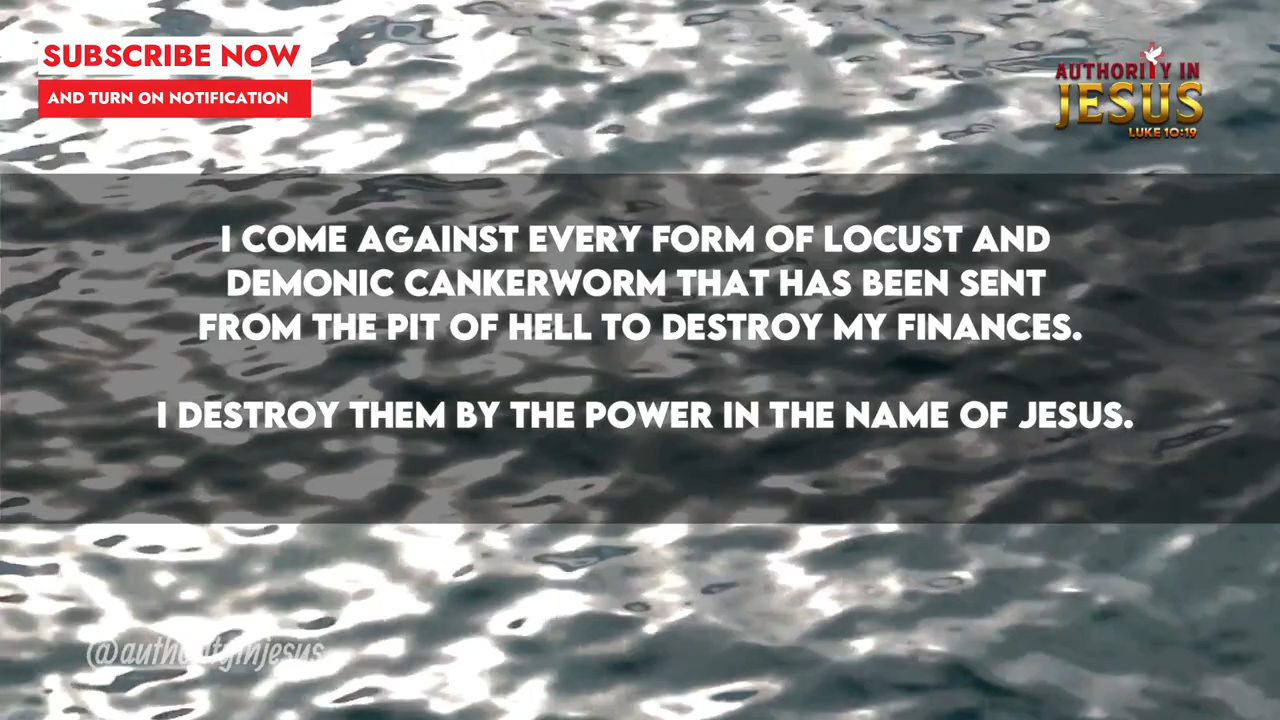 SUBSCRIBE NOW
AND TURN ON NOTIFICATION
AUTHORITY IN
JESUS
LUKE 10:19
I COME AGAINST EVERY FORM OF LOCUST AND
DEMONIC CANKERWORM THAT HAS BEEN SENT
FROM THE PIT OF HELL TO DESTROY MY FINANCES.
I DESTROY THEM BY THE POWER IN THE NAME OF JESUS.
@authorityinjesus